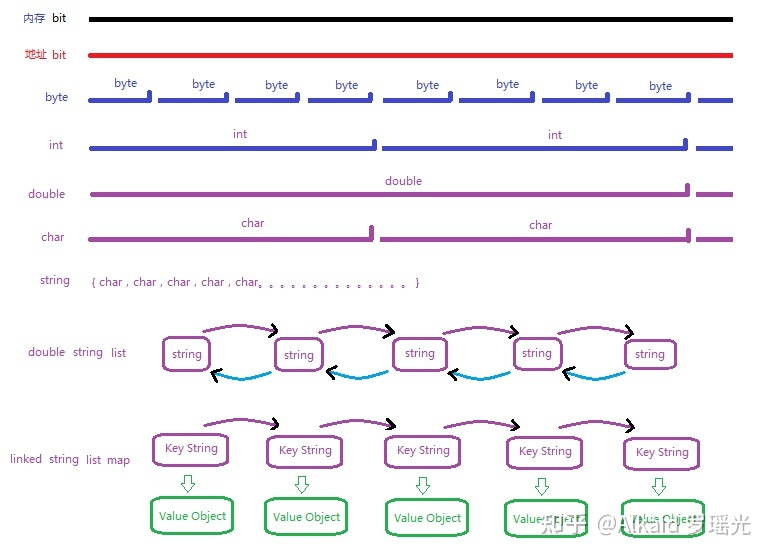 内存 bit
地址 bit
byte byte byte byte byte byte byte byte
byte
int int
int
double
double
char char
char
string { char , char , char , char , char。。。。。。。。。。。。。 }
double string list string string string string string
Key String Key String Key String Key String Key String
linked string list map
Value Object Value Object Value Object Value Object Value Object
知乎 @Alkaid 罗瑶光